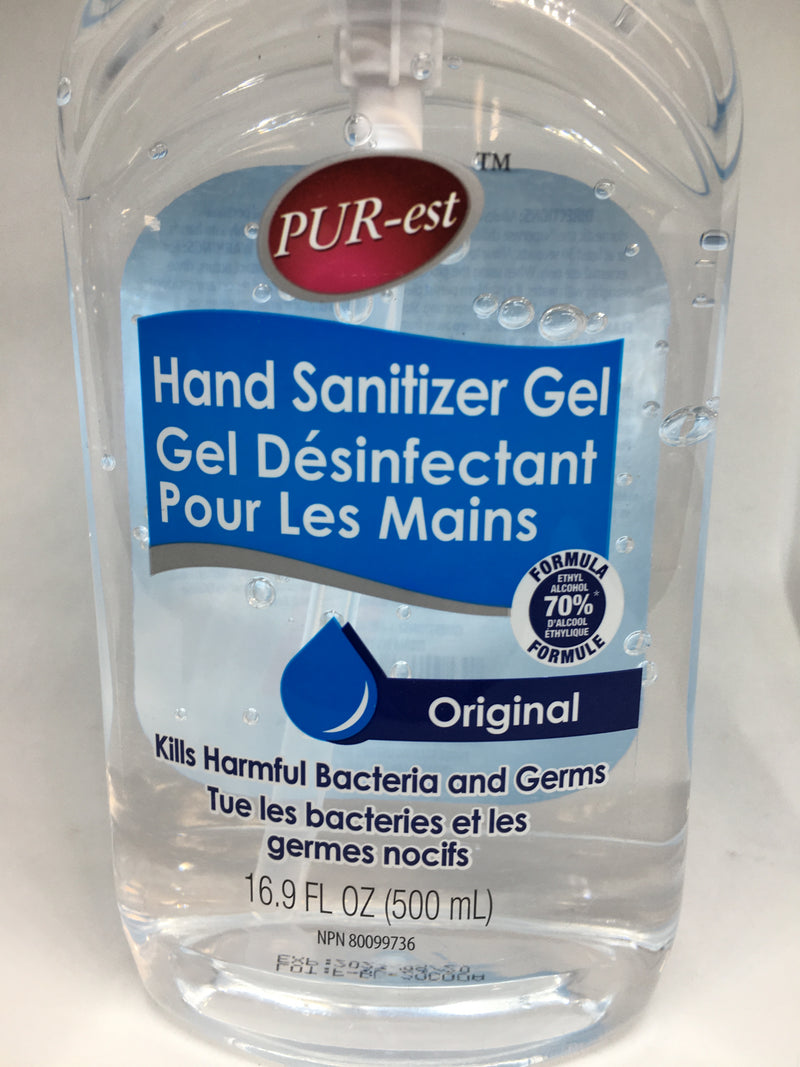 TM
PUR-est
Hand Sanitizer Gel
Gel Désinfectant
Pour Les Mains
FORMULA
ETHYL
ALCOHOL
70%*
D'ALCOOL
ÉTHYLIQUE
FORMULE
Original
Kills Harmful Bacteria and Germs
Tue les bacteries et les
germes nocifs
16.9 FL OZ (500 mL)
NPN 80099736